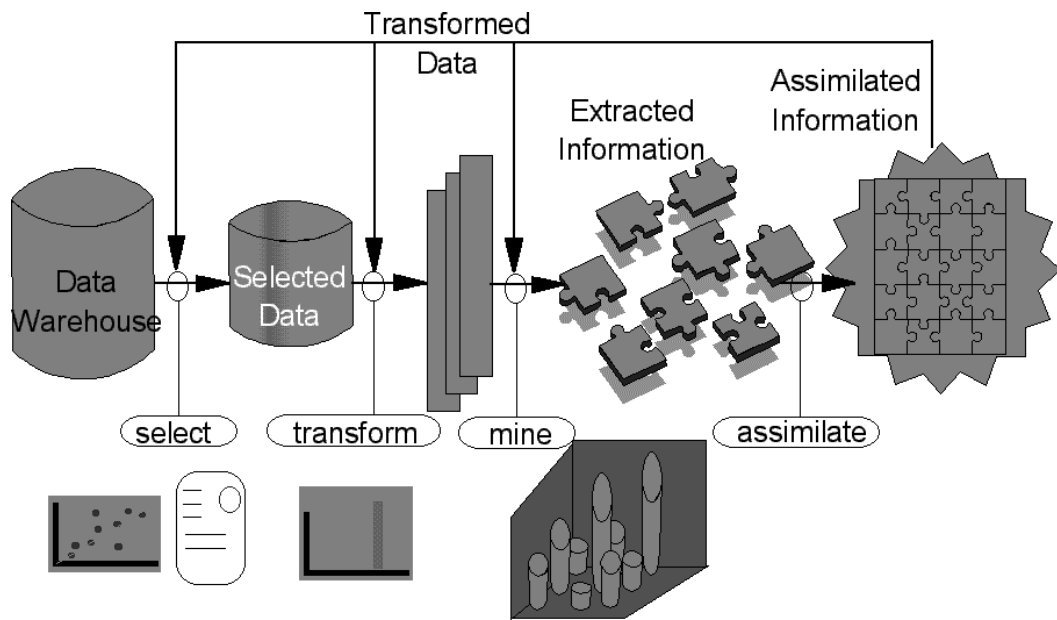 Transformed
Data
Assimilated
Information
Extracted
Information
Data
Warehouse
Selected
Data
select
transform
mine
assimilate